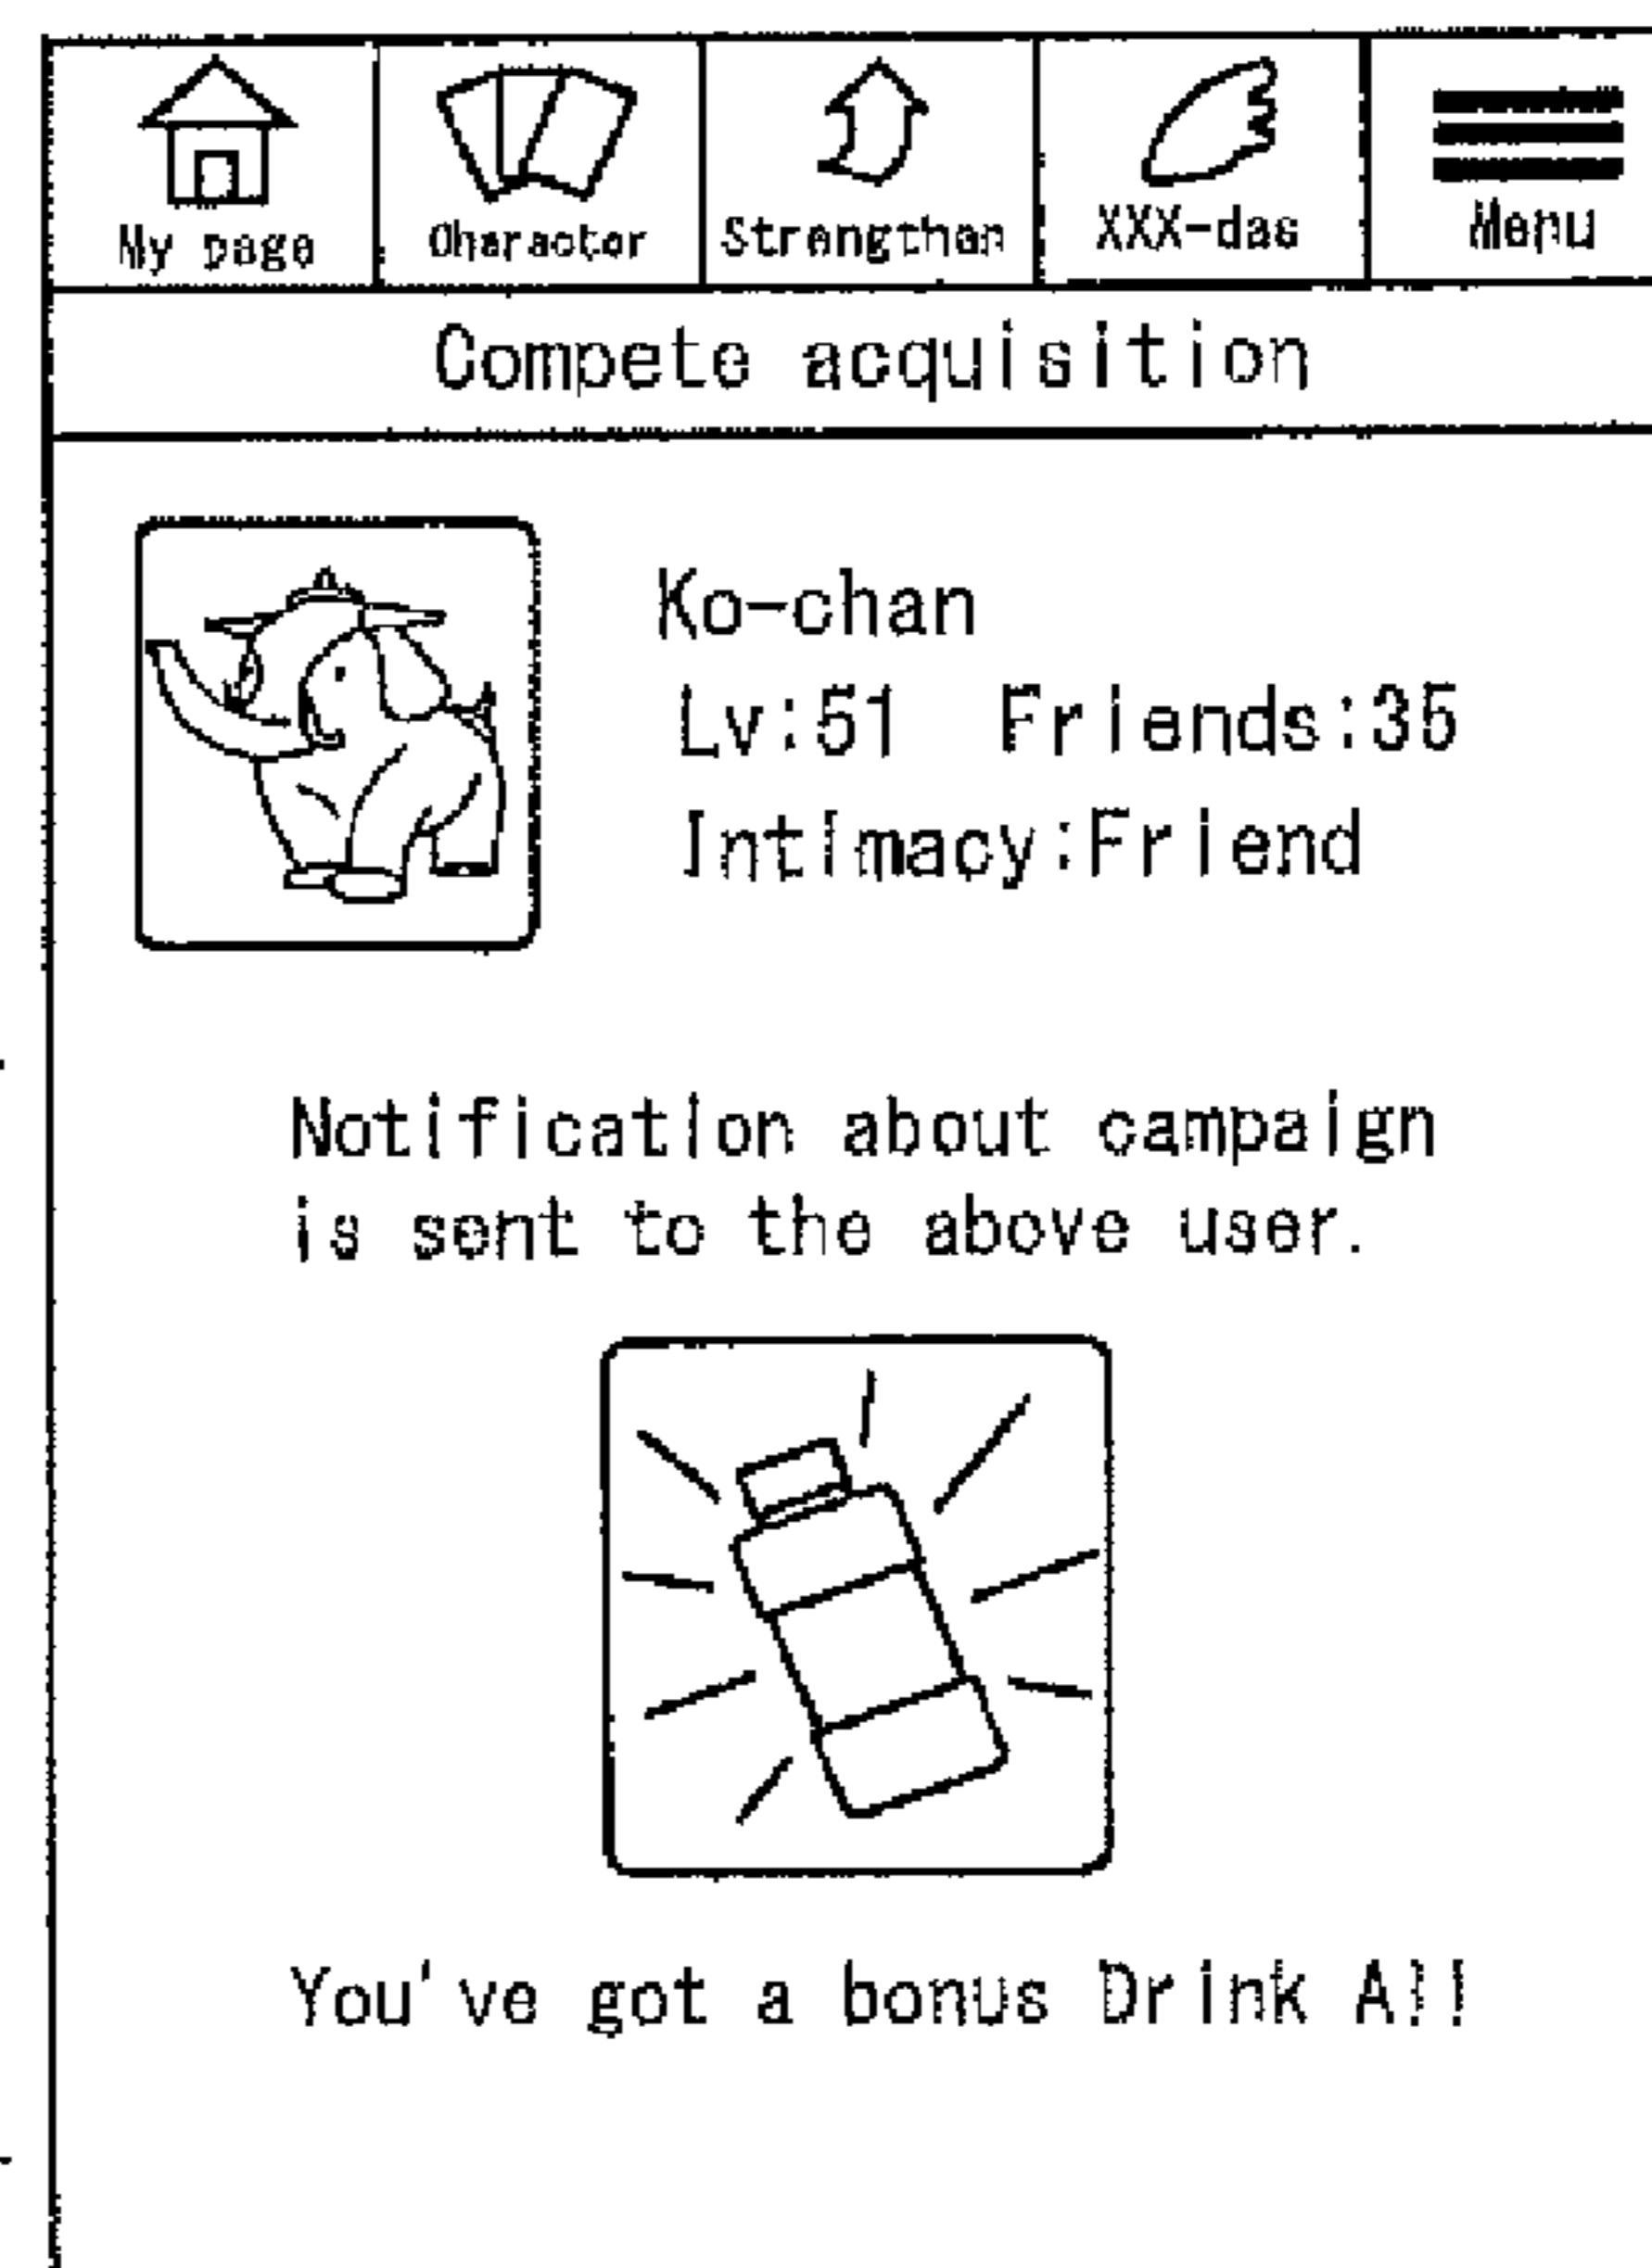 My page
Character
Strengthen
XXX-das
Menu
Compete acquisition
Ko-chan
Lv:51 Friends:35
Intimacy:Friend
Notification about campaign
is sent to the above user.
You've got a bonus Drink A!!